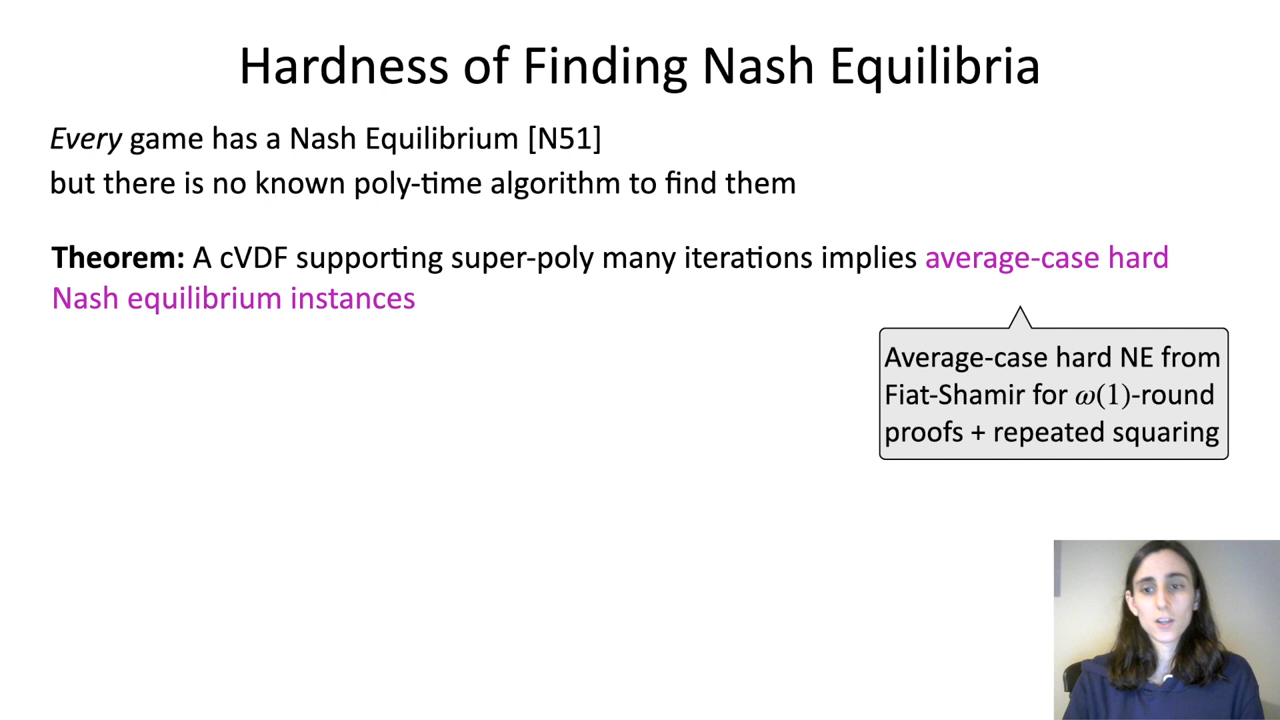 Hardness of Finding Nash Equilibria
Every game has a Nash Equilibrium [N51]
but there is no known poly-time algorithm to find them
Theorem: A cVDF supporting super-poly many iterations implies average-case hard
Nash equilibrium instances
Average-case hard NE from
Fiat-Shamir for ω(1)-round
proofs + repeated squaring